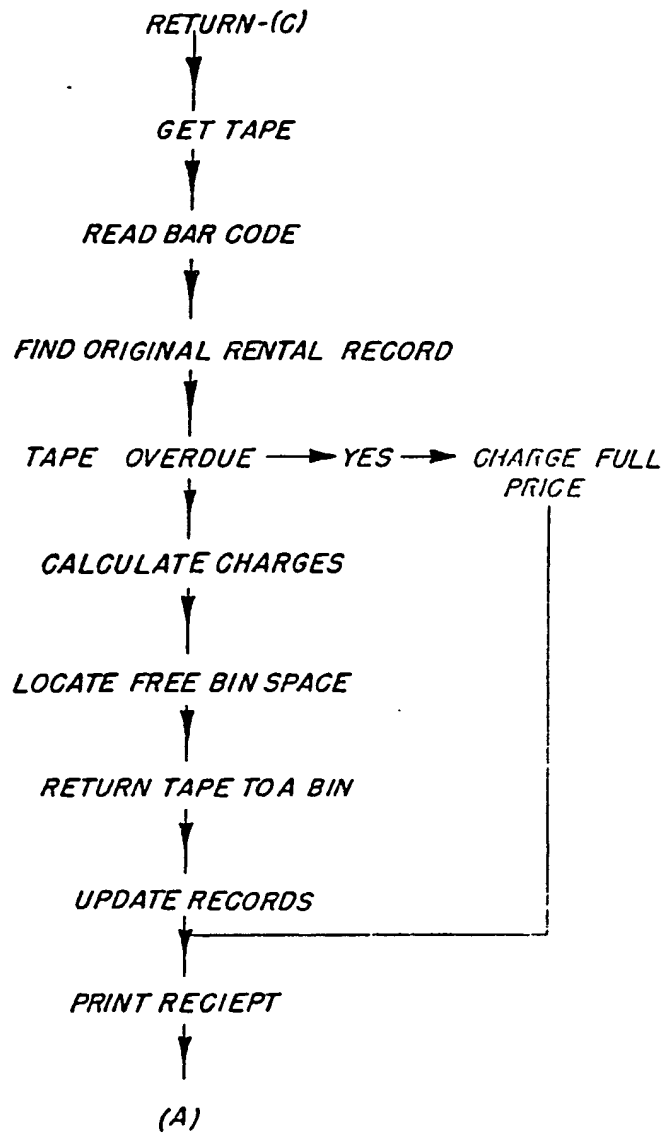 RETURN-(C)
GET TAPE
READ BAR CODE
FIND ORIGINAL RENTAL RECORD
TAPE OVERDUE YES CHARGE FULL
PRICE
CALCULATE CHARGES
LOCATE FREE BIN SPACE
RETURN TAPE TO A BIN
UPDATE RECORDS
PRINT RECIEPT
(A)